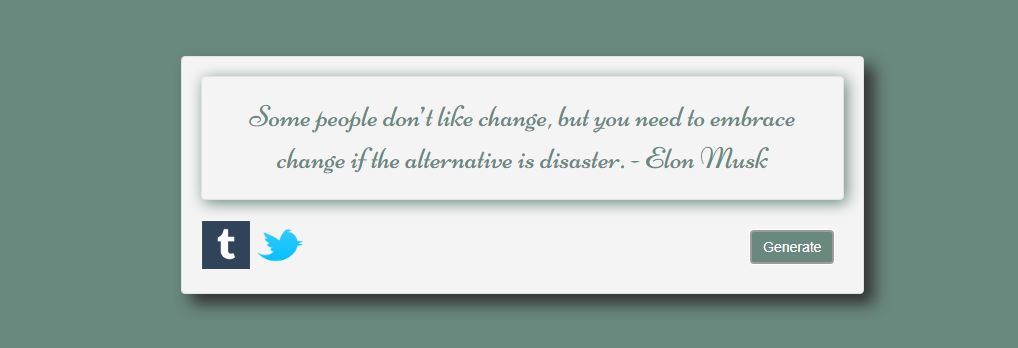 Some people don't like change, but you need to embrace
change if the alternative is disaster. - Elon Musk
t
Generate